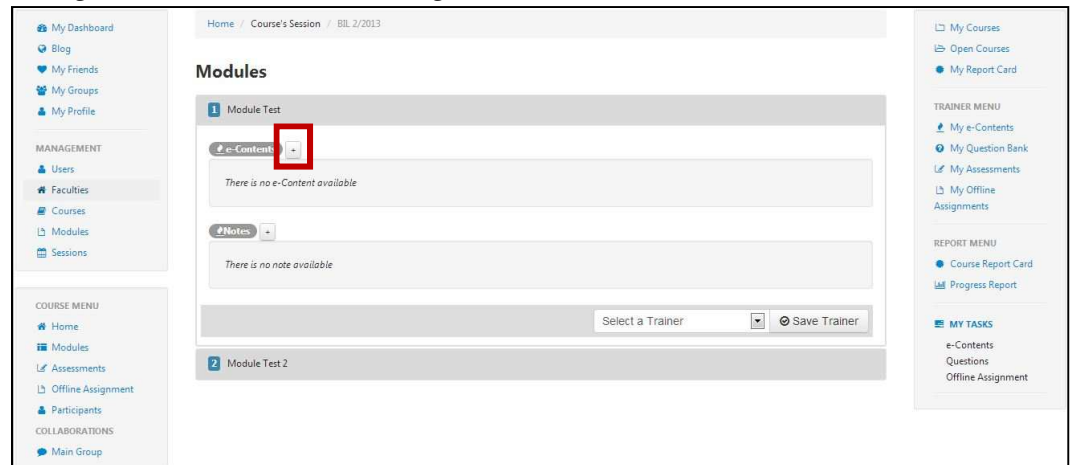 My Dashboard
Blog
My Friends
My Groups
My Profile
MANAGEMENT
Users
Faculties
Courses
Modules
Sessions
COURSE MENU
Home
Modules
Assessments
Offline Assignment
Participants
COLLABORATIONS
Main Group
Home / Course's Session / BIL 2/2013
Modules
1 Module Test
e-Contents +
There is no e-Content available
Notes +
There is no note available
Select a Trainer Save Trainer
2 Module Test 2
My Courses
Open Courses
My Report Card
TRAINER MENU
My e-Contents
My Question Bank
My Assessments
My Offline
Assignments
REPORT MENU
Course Report Card
Progress Report
MY TASKS
e-Contents
Questions
Offline Assignment